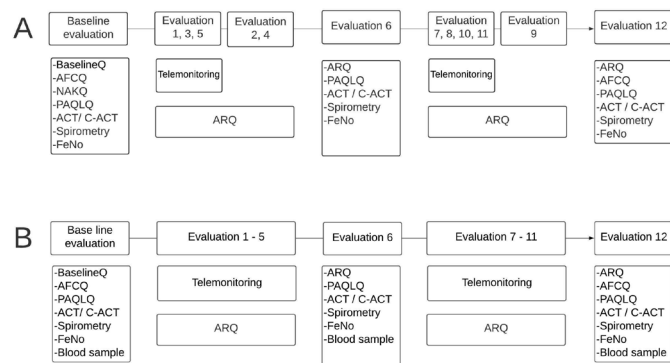 A
Baseline
evaluation
Evaluation
1, 3, 5
Evaluation
2, 4
Evaluation 6
Evaluation
7, 8, 10, 11
Evaluation
9
Evaluation 12
-BaselineQ
-AFCQ
-NAKQ
-PAQLQ
-ACT/ C-ACT
-Spirometry
-FeNo
Telemonitoring
ARQ
-ARQ
-PAQLQ
-ACT / C-ACT
-Spirometry
-FeNo
Telemonitoring
ARQ
-ARQ
-AFCQ
-PAQLQ
-ACT / C-ACT
-Spirometry
-FeNo
B
Base line
evaluation
Evaluation 1 - 5
Evaluation 6
Evaluation 7 - 11
Evaluation 12
-BaselineQ
-AFCQ
-PAQLQ
-ACT/ C-ACT
-Spirometry
-FeNo
-Blood sample
Telemonitoring
ARQ
-ARQ
-PAQLQ
-ACT / C-ACT
-Spirometry
-FeNo
-Blood sample
Telemonitoring
ARQ
-ARQ
-AFCQ
-PAQLQ
-ACT / C-ACT
-Spirometry
-FeNo
-Blood sample